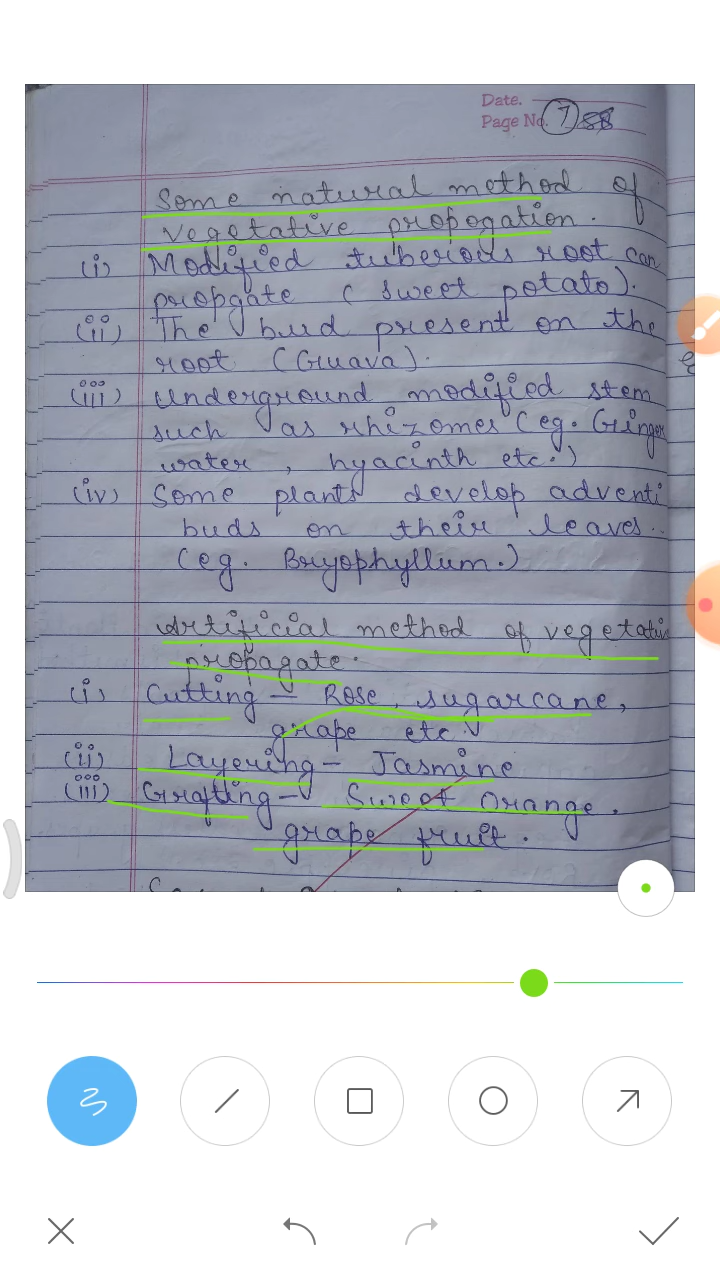 Date.
Page No. 7 58
Some natural method of
vegetative propogation.
(i) Modified tuberous root can
propgate (sweet potato).
(ii) The bud present on the
root (Guava).
(iii) Underground modified stem
such as rhizomes (eg. Ginger
water, hyacinth etc.)
(iv) Some plants develop adventi
buds on their leaves.
(eg. Bryophyllum.)
Artificial method of vegetative
propagate.
(i) Cutting – Rose, sugarcane,
grape etc.
(ii) Layering – Jasmine
(iii) Grafting – Sweet Orange.
grape fruit.